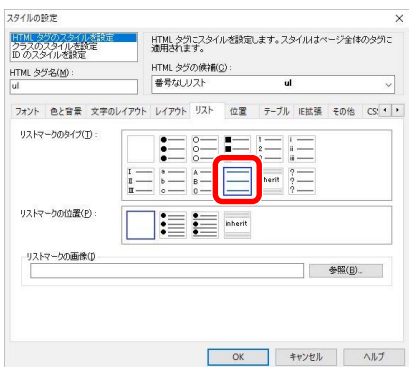 スタイルの設定
HTML タグのスタイルを設定
クラスのスタイルを設定
ID のスタイルを設定
HTML タグにスタイルを設定します。スタイルはページ全体のタグに
適用されます。
HTML タグ名(M):
ul
HTML タグの候補(C):
番号なしリスト ul
フォント 色と背景 文字のレイアウト レイアウト リスト 位置 テーブル IE拡張 その他 CS
リストマークのタイプ(T):
1
2
i
ii
iii
I
II
III
a
b
c
A
B
?
?
?
リストマークの位置(P):
inherit
リストマークの画像(I)
参照(B)...
OK キャンセル ヘルプ